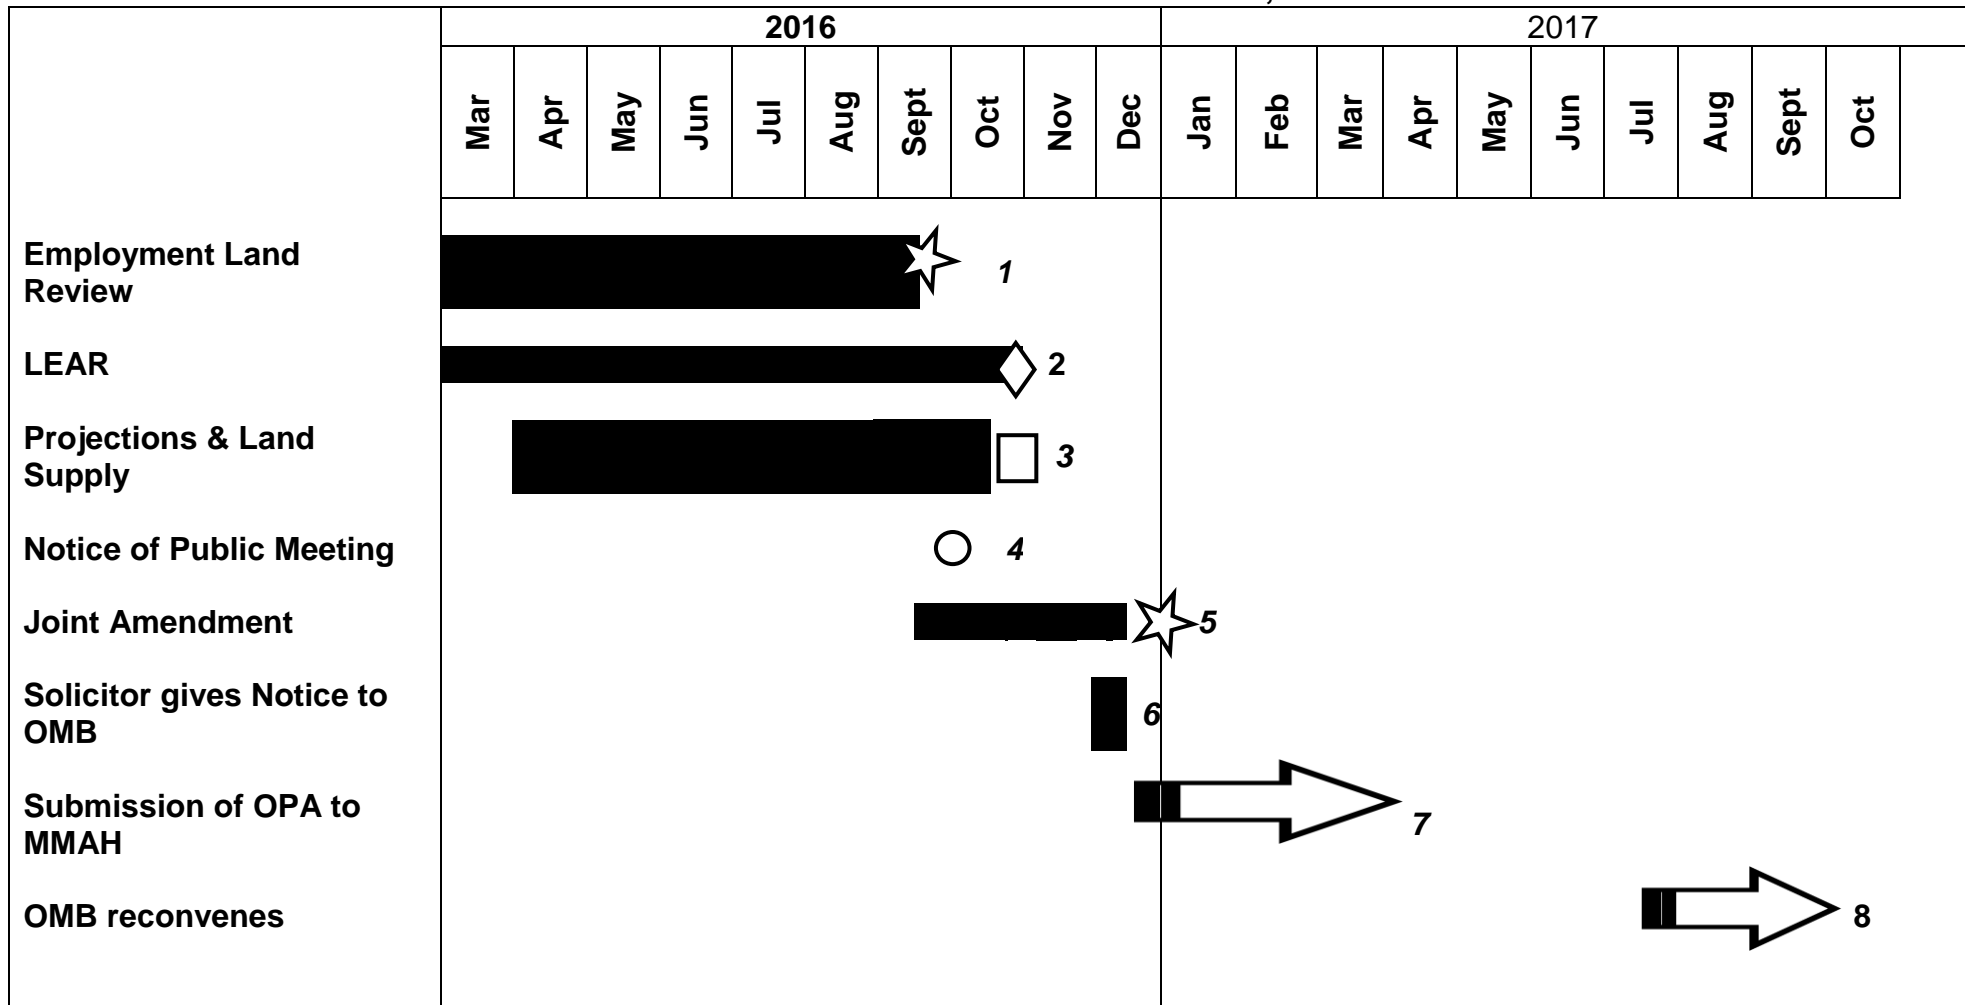 2016 2017
Mar Apr May Jun Jul Aug Sept Oct Nov Dec Jan Feb Mar Apr May Jun Jul Aug Sept Oct
Employment Land
Review
1
LEAR
2
Projections & Land
Supply
3
Notice of Public Meeting
4
Joint Amendment
5
Solicitor gives Notice to
OMB
6
Submission of OPA to
MMAH
7
OMB reconvenes
8